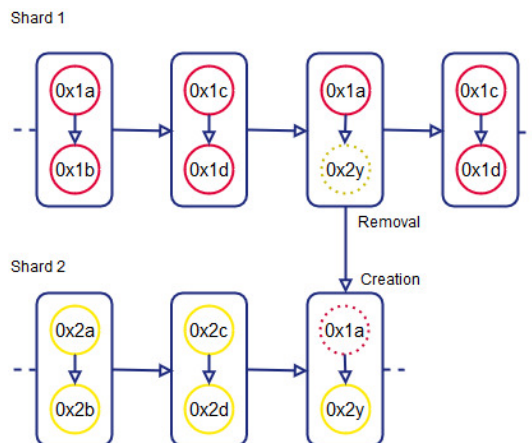 Shard 1
0x1a 0x1c 0x1a 0x1c
0x1b 0x1d 0x2y 0x1d
Removal
Shard 2
Creation
0x2a 0x2c 0x1a
0x2b 0x2d 0x2y